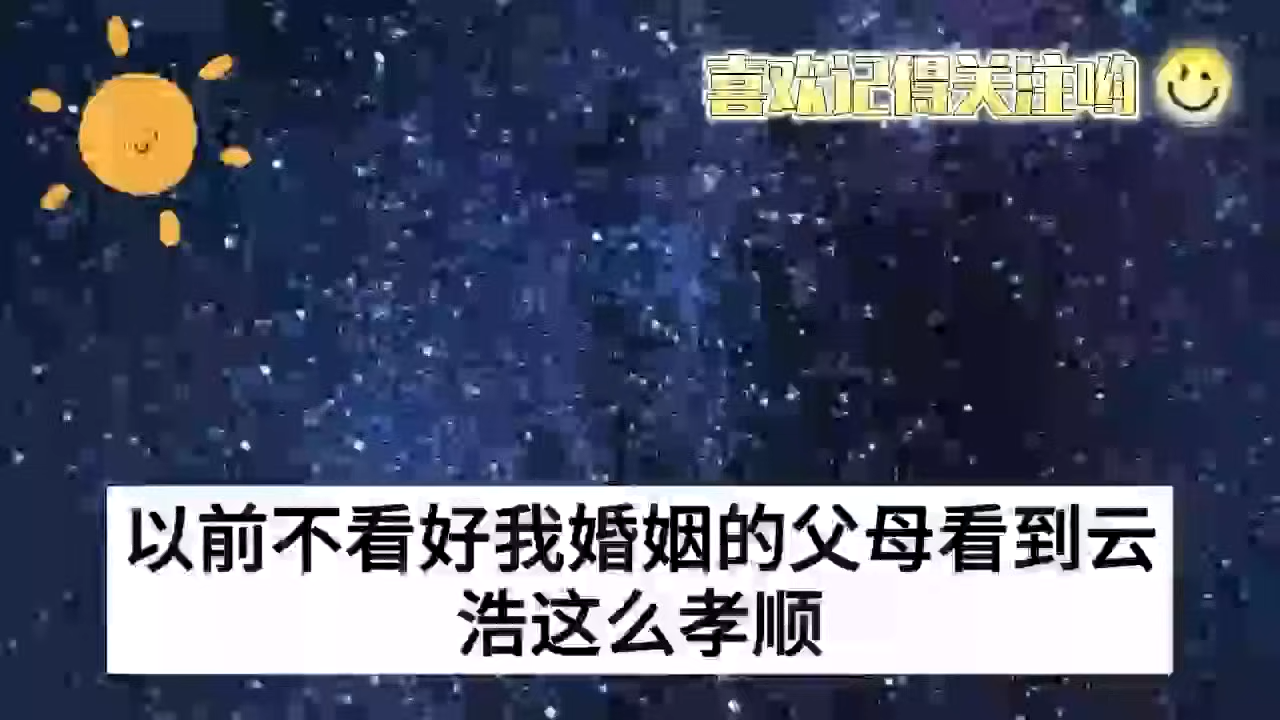 喜欢记得关注哟
以前不看好我婚姻的父母看到云
浩这么孝顺